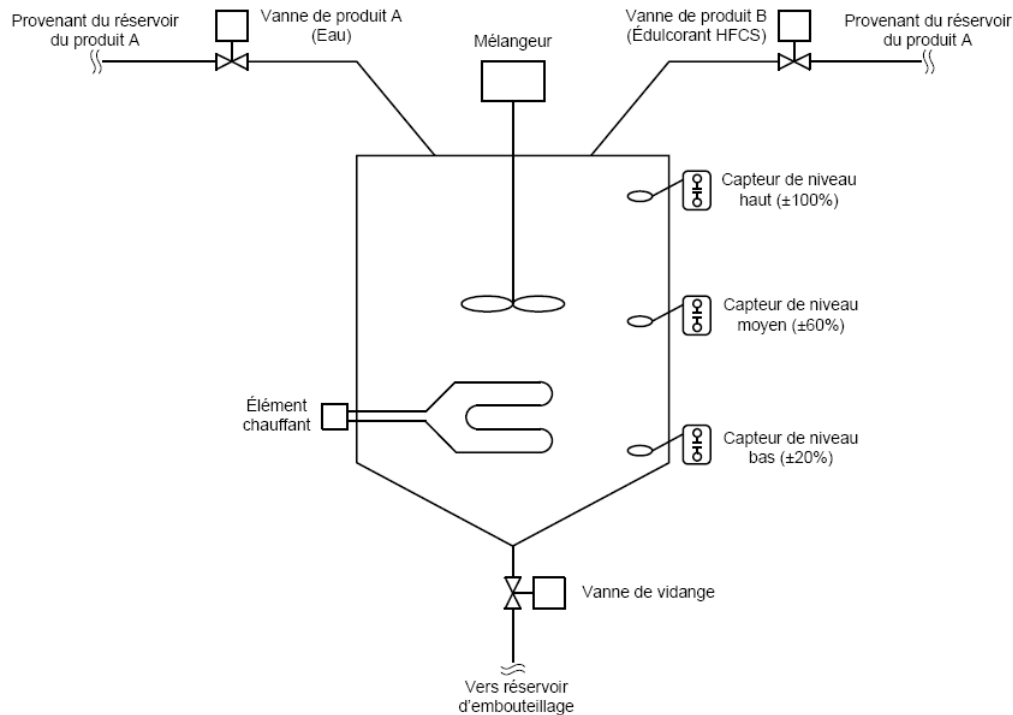 Provenant du réservoir
du produit A
Vanne de produit A
(Eau)
Mélangeur
Vanne de produit B
(Édulcorant HFCS)
Provenant du réservoir
du produit A
Capteur de niveau
haut (±100%)
Capteur de niveau
moyen (±60%)
Élément
chauffant
Capteur de niveau
bas (±20%)
Vanne de vidange
Vers réservoir
d'embouteillage